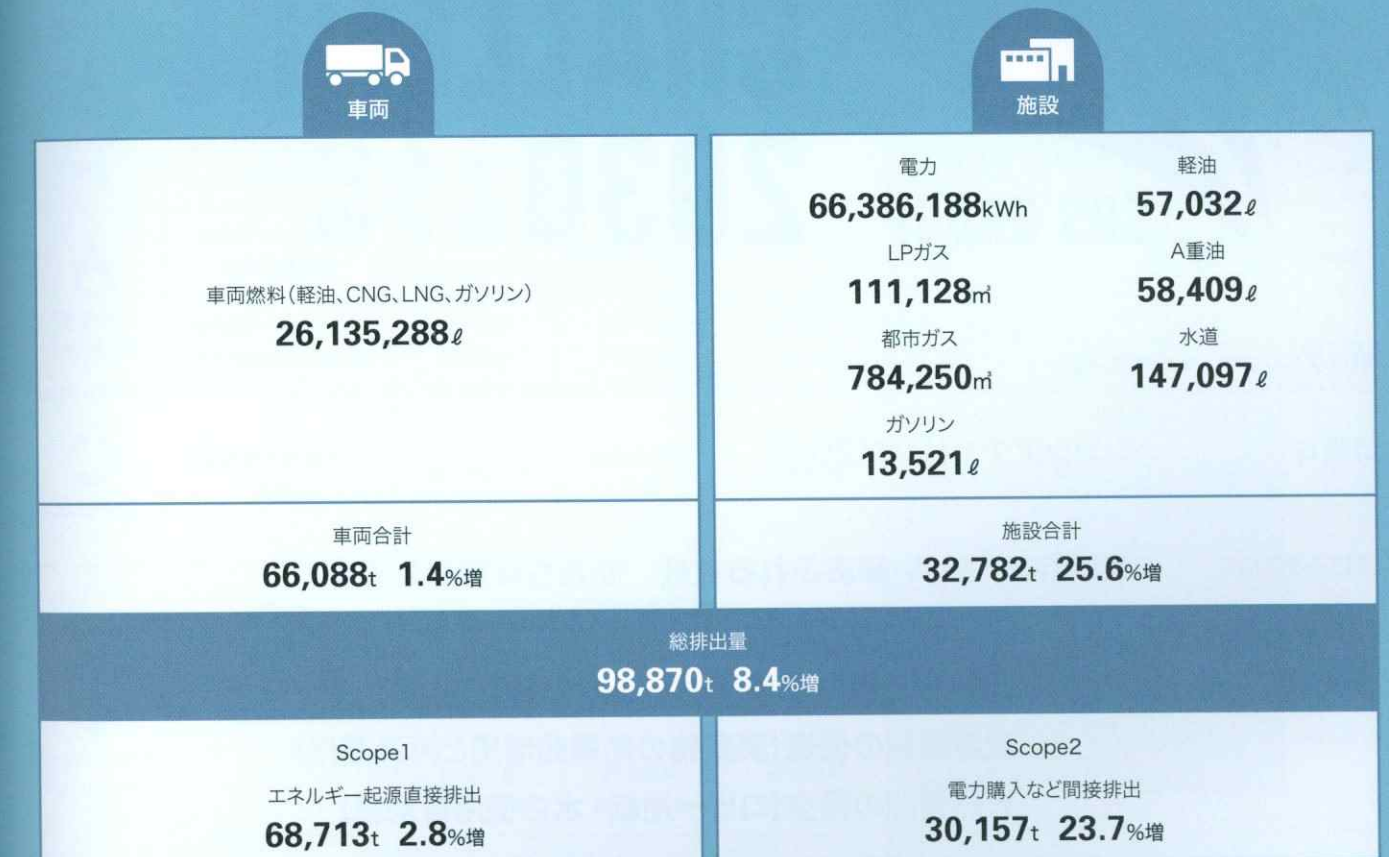 車両
車両燃料(軽油、CNG、LNG、ガソリン)
26,135,288ℓ
車両合計
66,088t 1.4%増
施設
電力
66,386,188kWh
軽油
57,032ℓ
LPガス
111,128㎥
A重油
58,409ℓ
都市ガス
784,250㎥
水道
147,097ℓ
ガソリン
13,521ℓ
施設合計
32,782t 25.6%増
総排出量
98,870t 8.4%増
Scope1
エネルギー起源直接排出
68,713t 2.8%増
Scope2
電力購入など間接排出
30,157t 23.7%増